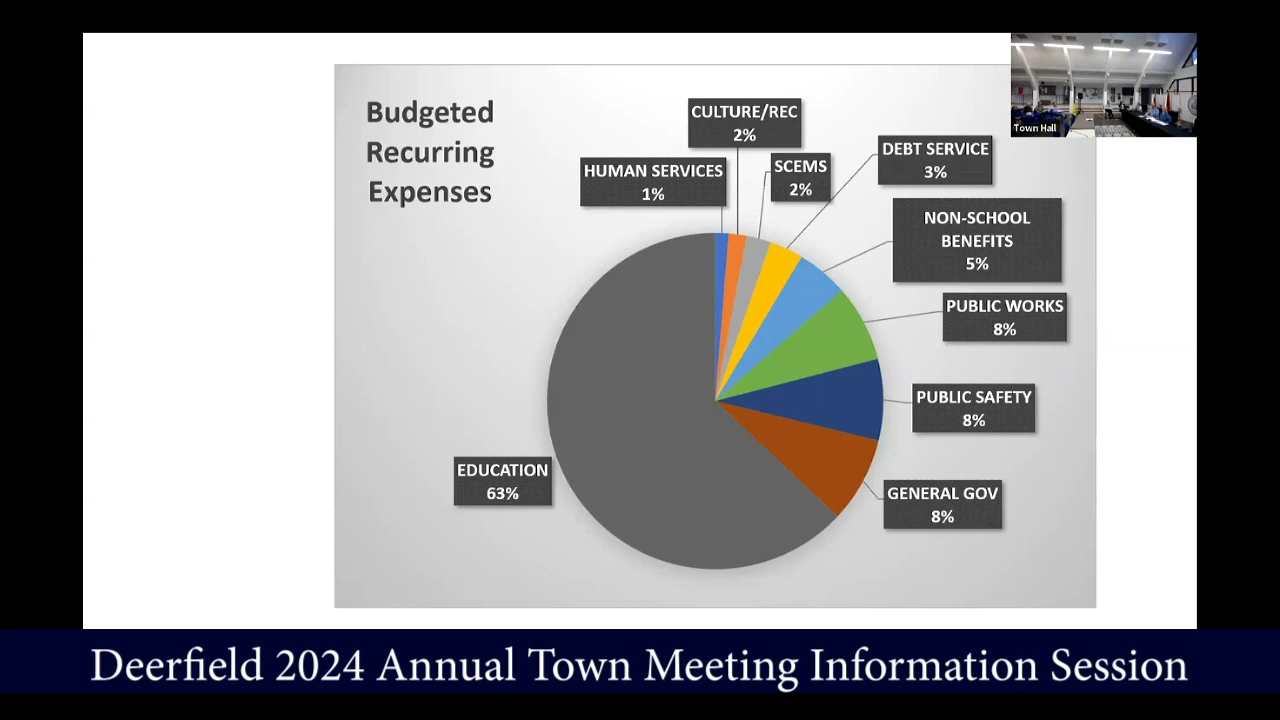 Budgeted
Recurring
Expenses
HUMAN SERVICES
1%
CULTURE/REC
2%
SCEMS
2%
DEBT SERVICE
3%
NON-SCHOOL
BENEFITS
5%
PUBLIC WORKS
8%
PUBLIC SAFETY
8%
GENERAL GOV
8%
EDUCATION
63%
Town Hall
Deerfield 2024 Annual Town Meeting Information Session